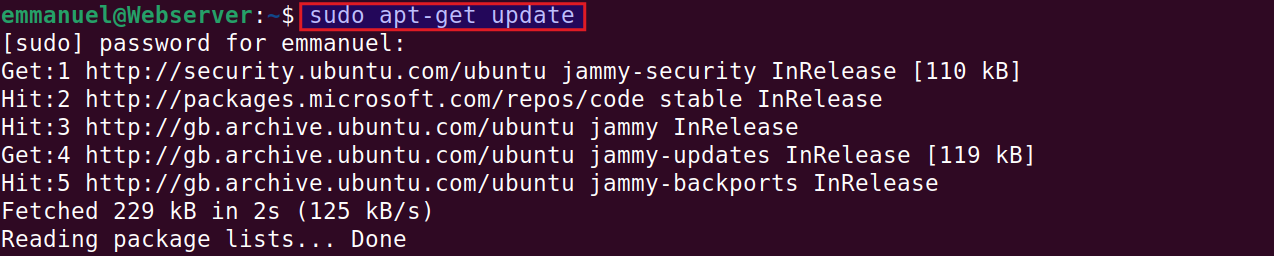 emmanuel@Webserver:~$ sudo apt-get update
[sudo] password for emmanuel:
Get:1 http://security.ubuntu.com/ubuntu jammy-security InRelease [110 kB]
Hit:2 http://packages.microsoft.com/repos/code stable InRelease
Hit:3 http://gb.archive.ubuntu.com/ubuntu jammy InRelease
Get:4 http://gb.archive.ubuntu.com/ubuntu jammy-updates InRelease [119 kB]
Hit:5 http://gb.archive.ubuntu.com/ubuntu jammy-backports InRelease
Fetched 229 kB in 2s (125 kB/s)
Reading package lists... Done